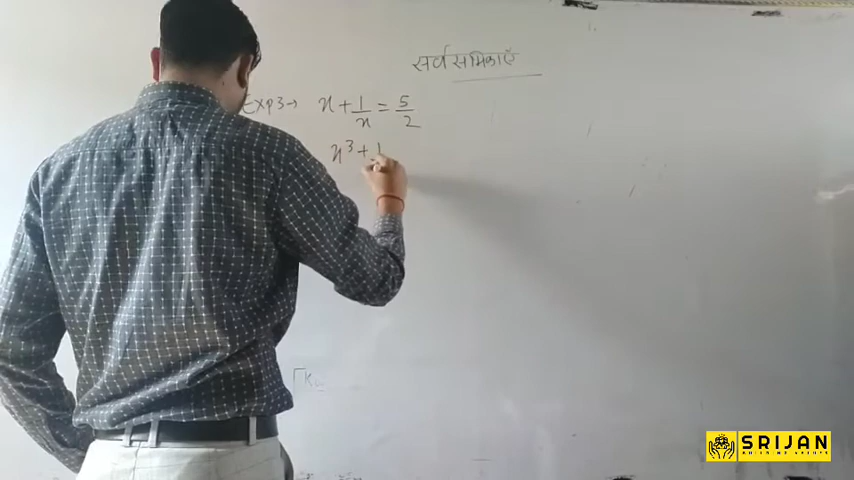 सर्वसमिकाएँ
Exp3→ x + 1/x = 5/2
x³ + 1
SRIJAN